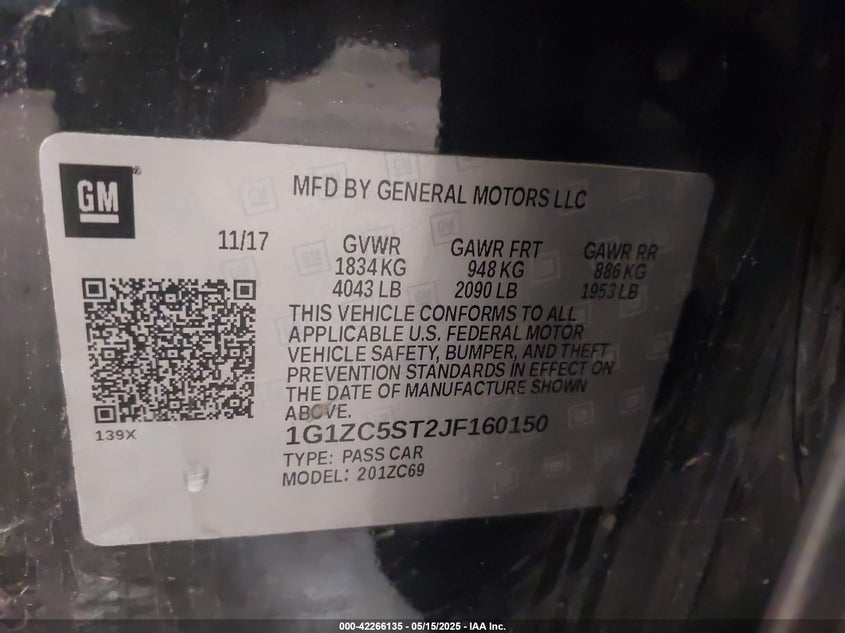 GM
MFD BY GENERAL MOTORS LLC
11/17 GVWR GAWR FRT GAWR RR
1834 KG 948 KG 886 KG
4043 LB 2090 LB 1953 LB
THIS VEHICLE CONFORMS TO ALL
APPLICABLE U.S. FEDERAL MOTOR
VEHICLE SAFETY, BUMPER, AND THEFT
PREVENTION STANDARDS IN EFFECT ON
THE DATE OF MANUFACTURE SHOWN
ABOVE.
139X
1G1ZC5ST2JF160150
TYPE: PASS CAR
MODEL: 201ZC69
000-42266135 - 05/15/2025 - IAA Inc.